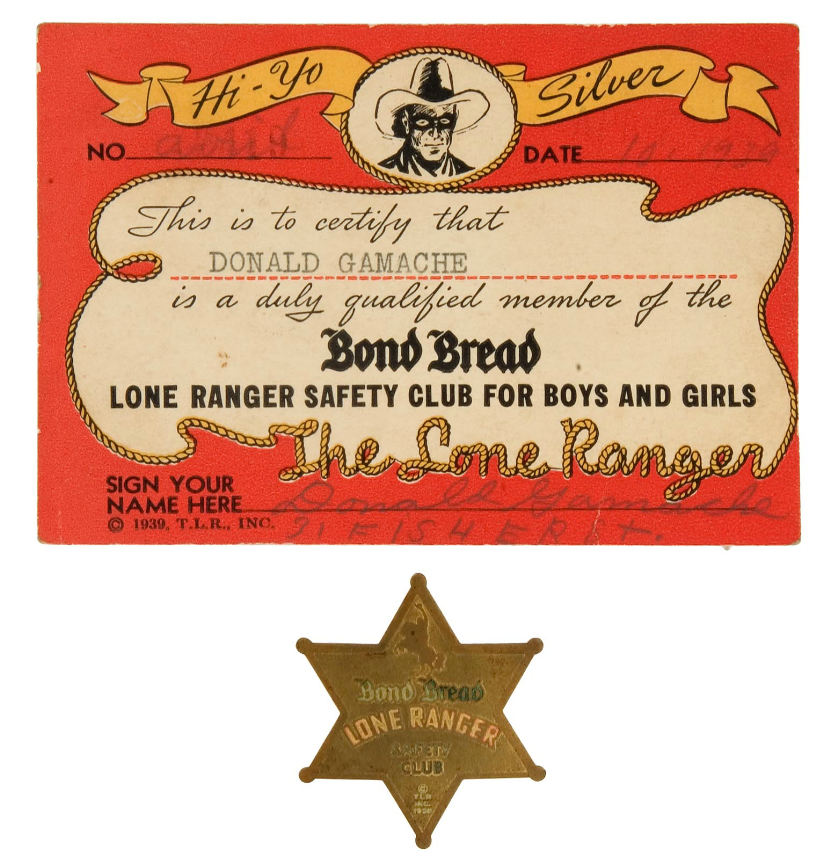 Hi-Yo Silver
NO. April
DATE
This is to certify that
DONALD GAMACHE
is a duly qualified member of the
Bond Bread
LONE RANGER SAFETY CLUB FOR BOYS AND GIRLS
The Lone Ranger
SIGN YOUR
NAME HERE Donald Gamache
© 1939, T.L.R., INC.
Bond Bread
LONE RANGER
SAFETY
CLUB
©
T.L.R.
INC.